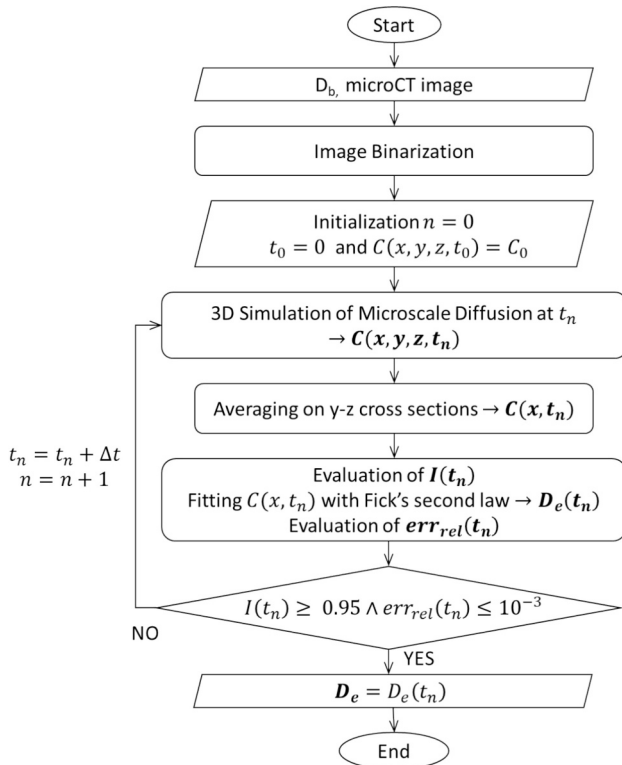 Start
D_b, microCT image
Image Binarization
Initialization n = 0
t_0 = 0 and C(x, y, z, t_0) = C_0
3D Simulation of Microscale Diffusion at t_n
→ C(x, y, z, t_n)
Averaging on y-z cross sections → C(x, t_n)
t_n = t_n + Δt
n = n + 1
Evaluation of I(t_n)
Fitting C(x, t_n) with Fick's second law → D_e(t_n)
Evaluation of err_rel(t_n)
I(t_n) ≥ 0.95 ∧ err_rel(t_n) ≤ 10^−3
NO
YES
D_e = D_e(t_n)
End